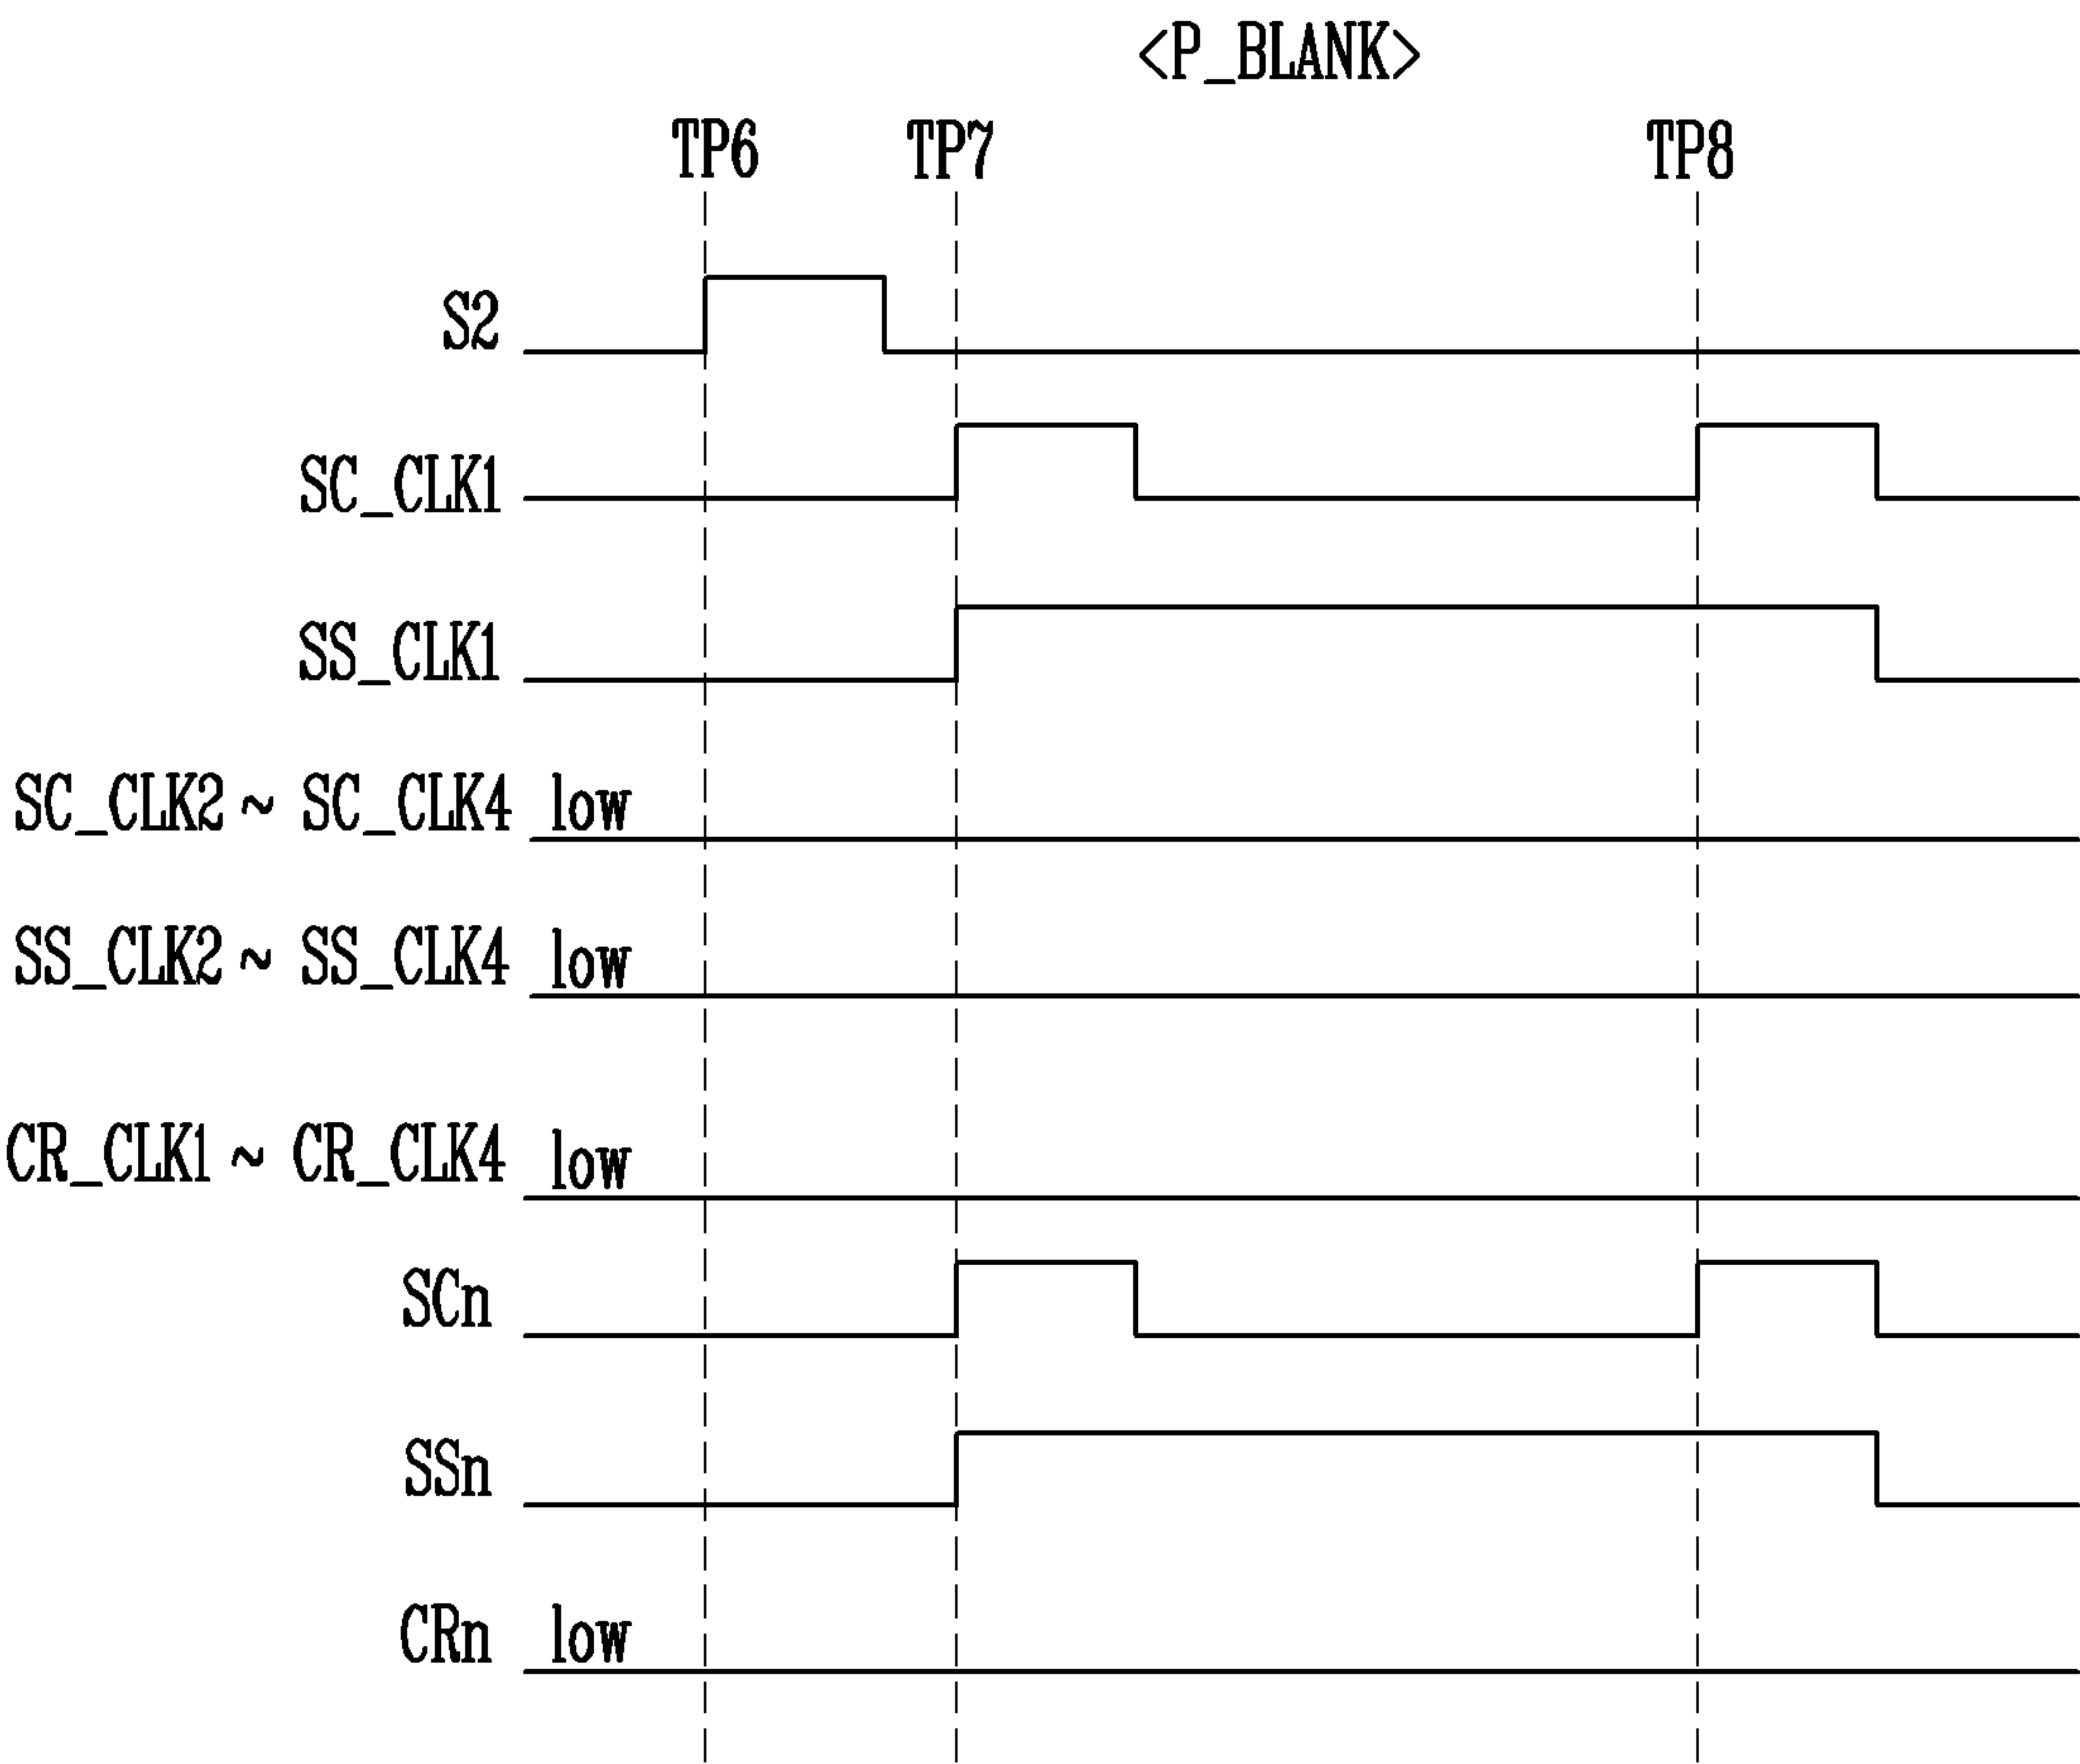 <P_BLANK>
TP6 TP7 TP8
S2
SC_CLK1
SS_CLK1
SC_CLK2 ~ SC_CLK4 low
SS_CLK2 ~ SS_CLK4 low
CR_CLK1 ~ CR_CLK4 low
SCn
SSn
CRn low